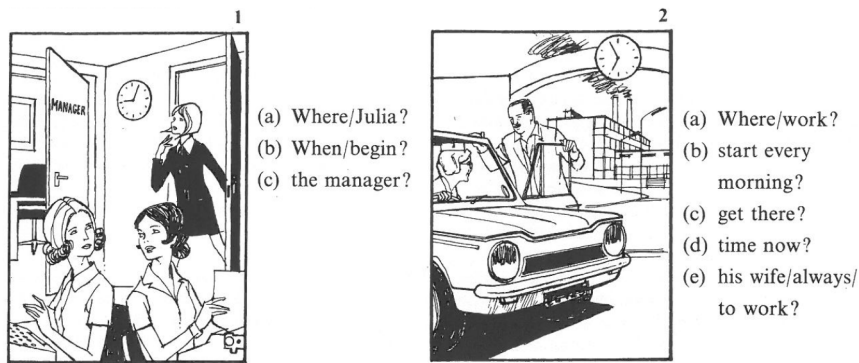 1
MANAGER
(a) Where/Julia?
(b) When/begin?
(c) the manager?
2
(a) Where/work?
(b) start every
morning?
(c) get there?
(d) time now?
(e) his wife/always/
to work?